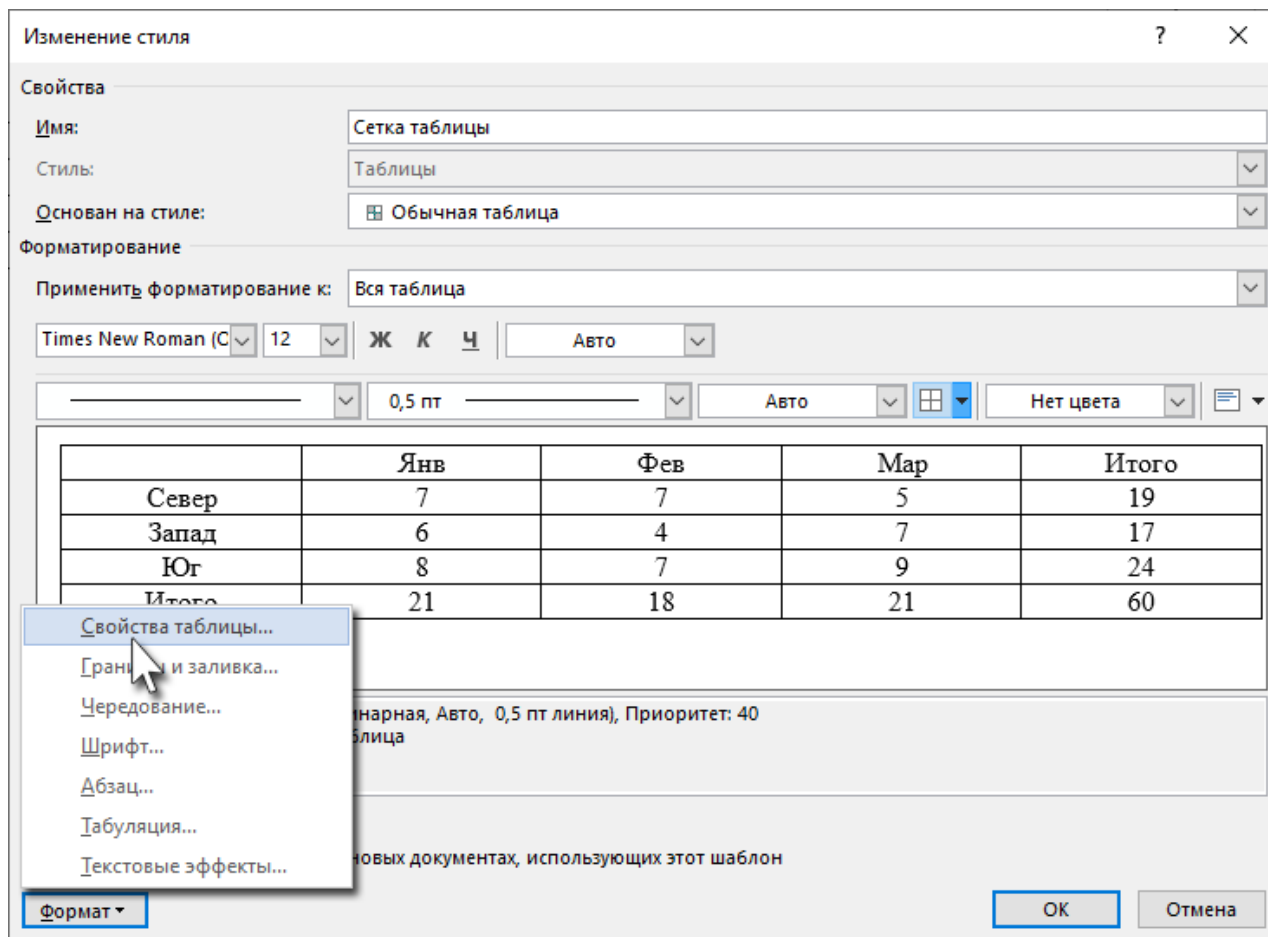 Изменение стиля ?
Свойства
Имя: Сетка таблицы
Стиль: Таблицы
Основан на стиле: Обычная таблица
Форматирование
Применить форматирование к: Вся таблица
Times New Roman (О 12 Ж К Ч Авто
0,5 пт Авто Нет цвета
Янв Фев Мар Итого
Север 7 7 5 19
Запад 6 4 7 17
Юг 8 7 9 24
Итого 21 18 21 60
Свойства таблицы...
Границы и заливка...
Чередование...
Шрифт...
Абзац...
Табуляция...
Текстовые эффекты...
инарная, Авто, 0,5 пт линия), Приоритет: 40
блица
новых документах, использующих этот шаблон
Формат OK Отмена